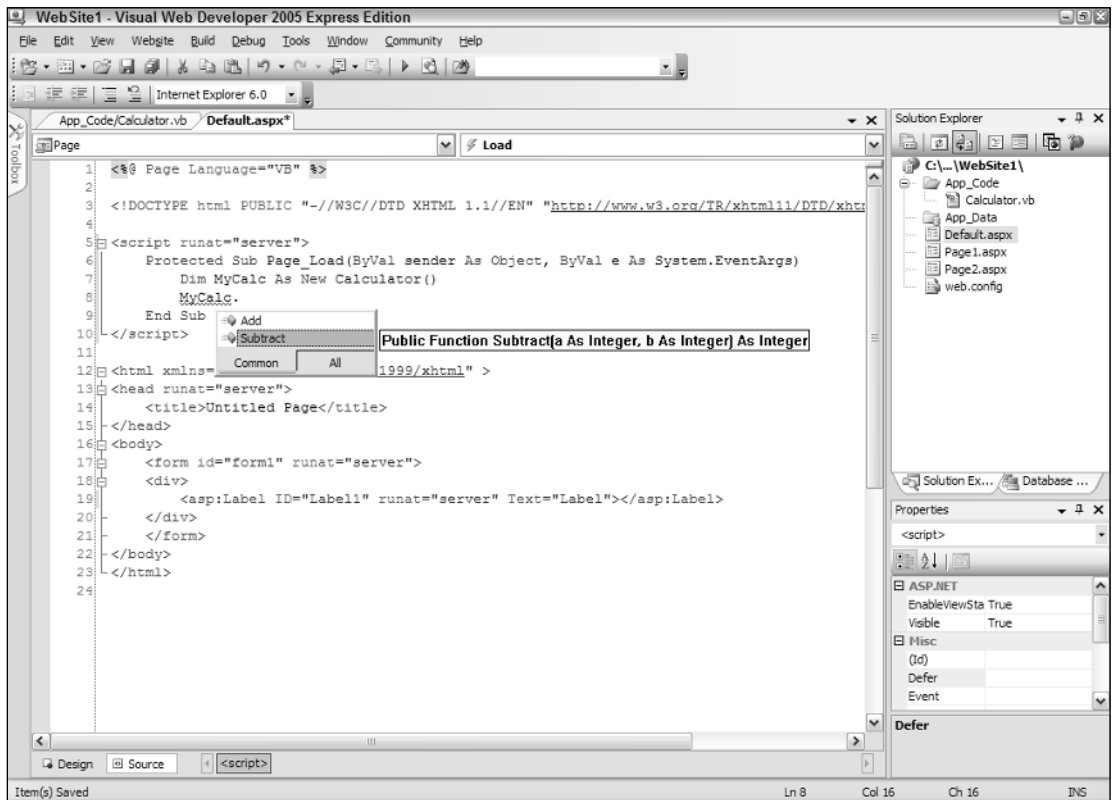 WebSite1 - Visual Web Developer 2005 Express Edition
File Edit View Website Build Debug Tools Window Community Help
Internet Explorer 6.0
Toolbox
App_Code/Calculator.vb Default.aspx*
Page Load
1 <%@ Page Language="VB" %>
2
3 <!DOCTYPE html PUBLIC "-//W3C//DTD XHTML 1.1//EN" "http://www.w3.org/TR/xhtml11/DTD/xhtm
4
5 <script runat="server">
6 Protected Sub Page_Load(ByVal sender As Object, ByVal e As System.EventArgs)
7 Dim MyCalc As New Calculator()
8 MyCalc.
9 End Sub
Add
10 </script>
Subtract
Public Function Subtract(a As Integer, b As Integer) As Integer
Common All
11
12 <html xmlns= 1999/xhtml" >
13 <head runat="server">
14 <title>Untitled Page</title>
15 </head>
16 <body>
17 <form id="form1" runat="server">
18 <div>
19 <asp:Label ID="Label1" runat="server" Text="Label"></asp:Label>
20 </div>
21 </form>
22 </body>
23 </html>
24
Design Source <script>
Solution Explorer
C:\...\WebSite1\
App_Code
Calculator.vb
App_Data
Default.aspx
Page1.aspx
Page2.aspx
web.config
Solution Ex... Database ...
Properties
<script>
ASP.NET
EnableViewSta True
Visible True
Misc
(Id)
Defer
Event
Defer
Item(s) Saved Ln 8 Col 16 Ch 16 INS